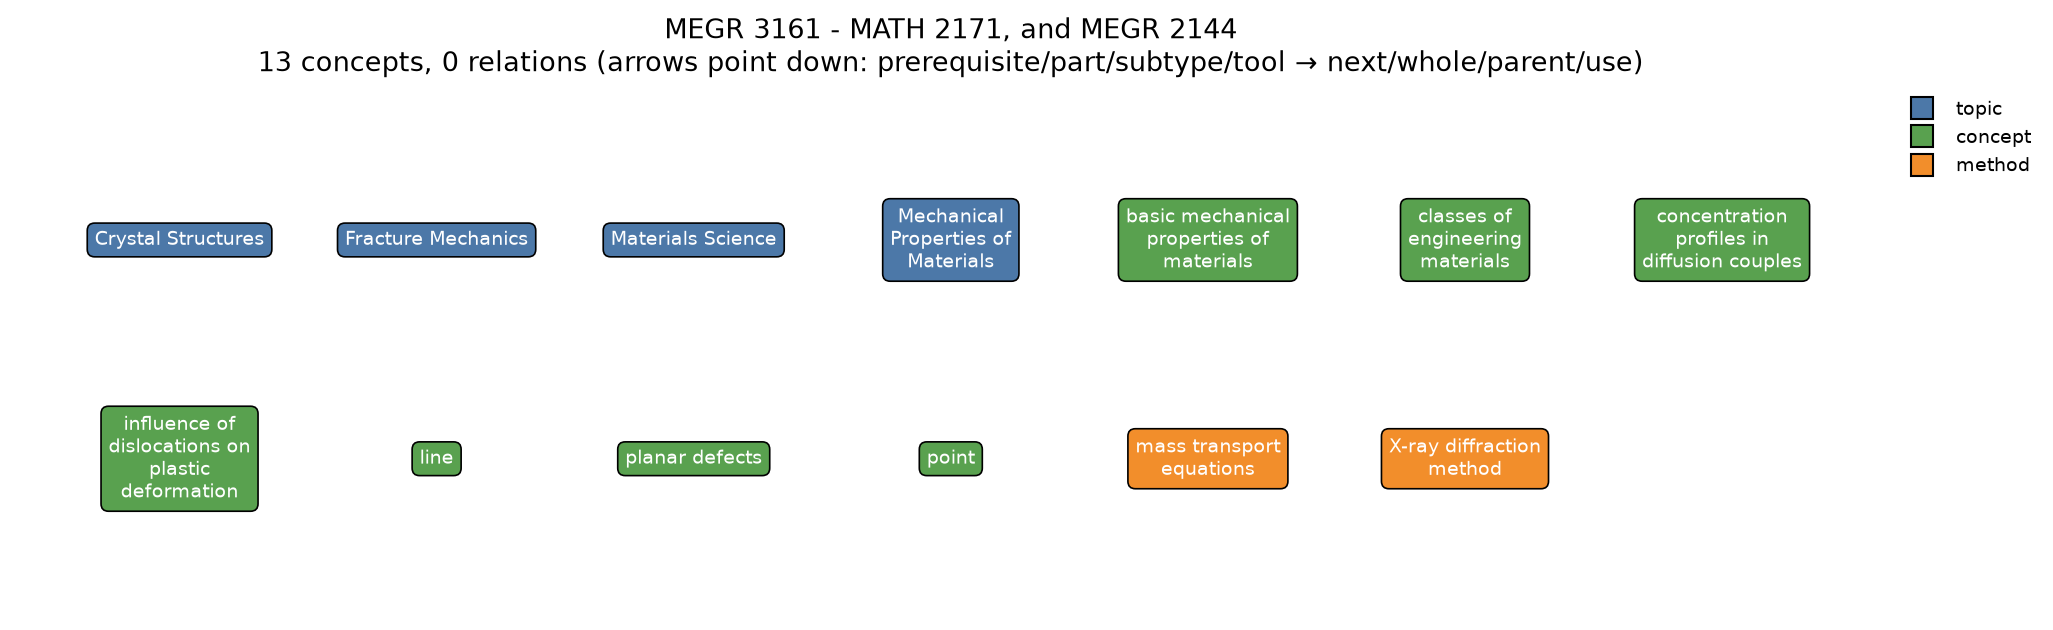 MEGR 3161 - MATH 2171, and MEGR 2144
13 concepts, 0 relations (arrows point down: prerequisite/part/subtype/tool → next/whole/parent/use)
topic
concept
method
Crystal Structures
Fracture Mechanics
Materials Science
Mechanical
Properties of
Materials
basic mechanical
properties of
materials
classes of
engineering
materials
concentration
profiles in
diffusion couples
influence of
dislocations on
plastic
deformation
line
planar defects
point
mass transport
equations
X-ray diffraction
method